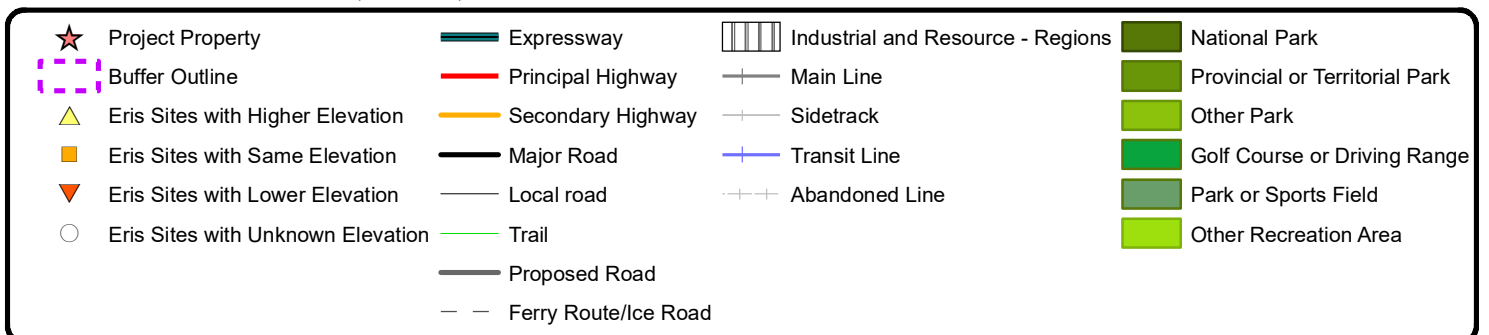 Project Property
Buffer Outline
Eris Sites with Higher Elevation
Eris Sites with Same Elevation
Eris Sites with Lower Elevation
Eris Sites with Unknown Elevation
Expressway
Principal Highway
Secondary Highway
Major Road
Local road
Trail
Proposed Road
Ferry Route/Ice Road
Industrial and Resource - Regions
Main Line
Sidetrack
Transit Line
Abandoned Line
National Park
Provincial or Territorial Park
Other Park
Golf Course or Driving Range
Park or Sports Field
Other Recreation Area